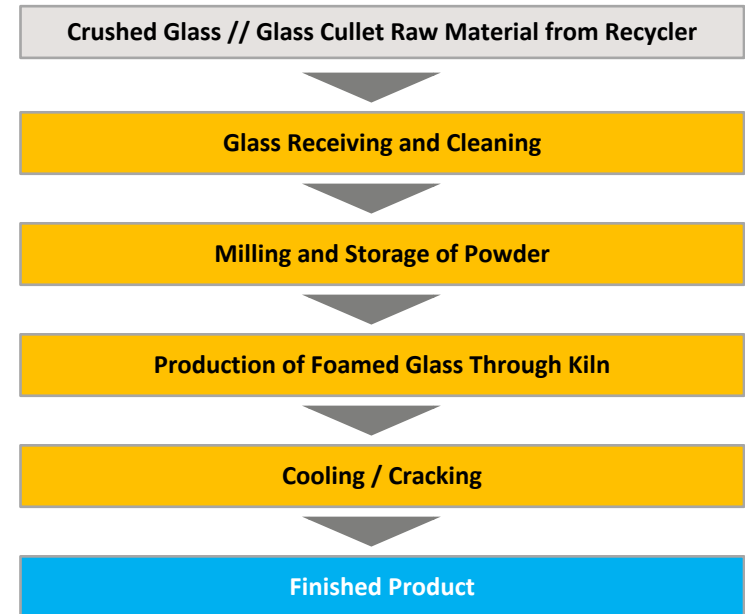 Crushed Glass // Glass Cullet Raw Material from Recycler
Glass Receiving and Cleaning
Milling and Storage of Powder
Production of Foamed Glass Through Kiln
Cooling / Cracking
Finished Product